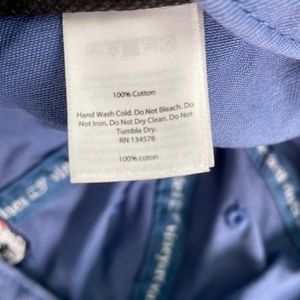 100% Cotton
Hand Wash Cold. Do Not Bleach. Do
Not Iron. Do Not Dry Clean. Do Not
Tumble Dry.
RN 134578
100% cotton